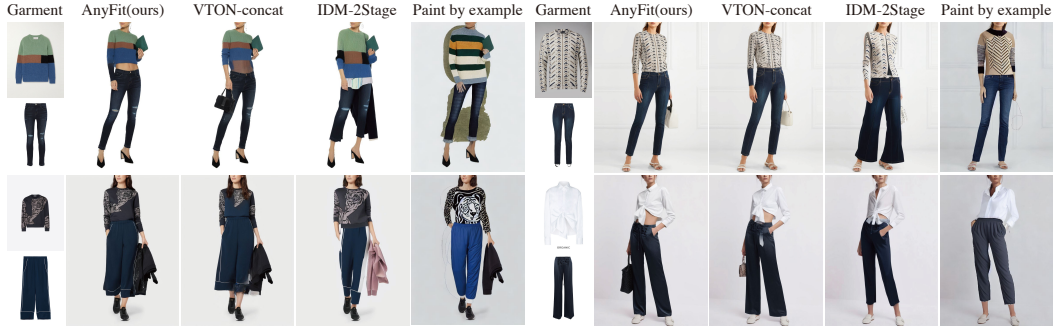 Garment AnyFit(ours) VTON-concat IDM-2Stage Paint by example Garment AnyFit(ours) VTON-concat IDM-2Stage Paint by example